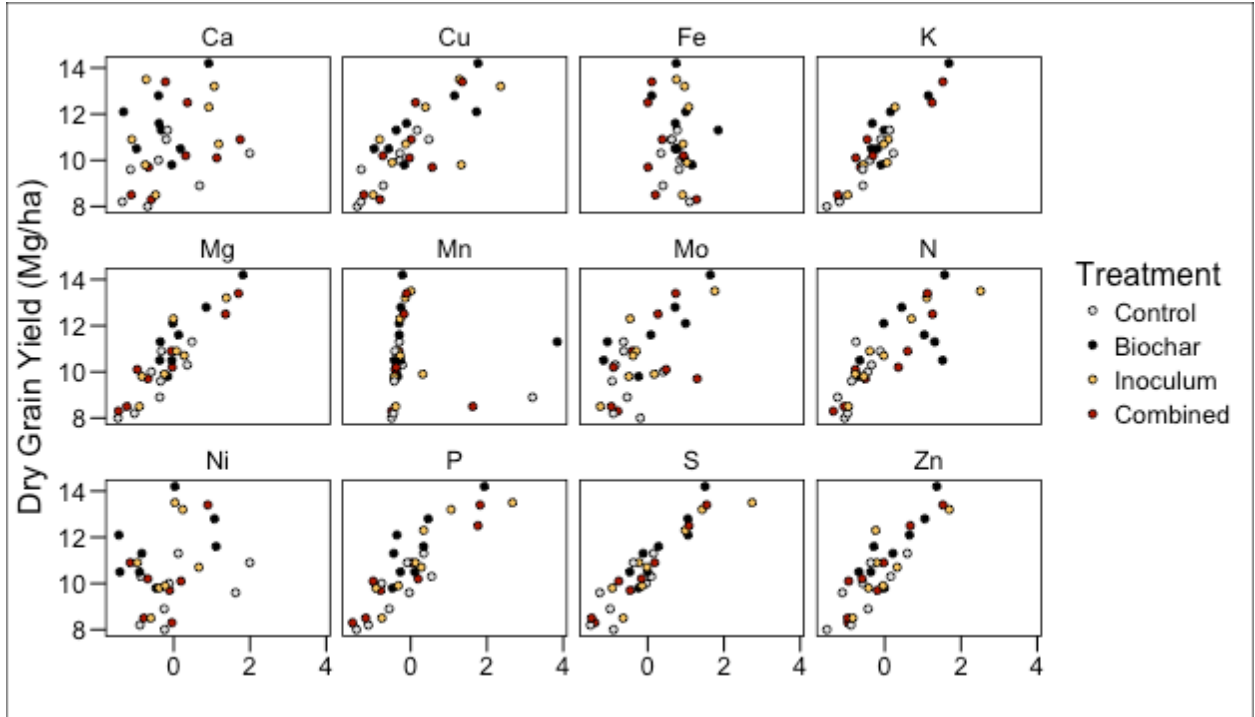 Ca Cu Fe K
14
12
10
8
Dry Grain Yield (Mg/ha)
Mg Mn Mo N
14
12
10
8
Treatment
Control
Biochar
Inoculum
Combined
Ni P S Zn
14
12
10
8
0 2 4 0 2 4 0 2 4 0 2 4